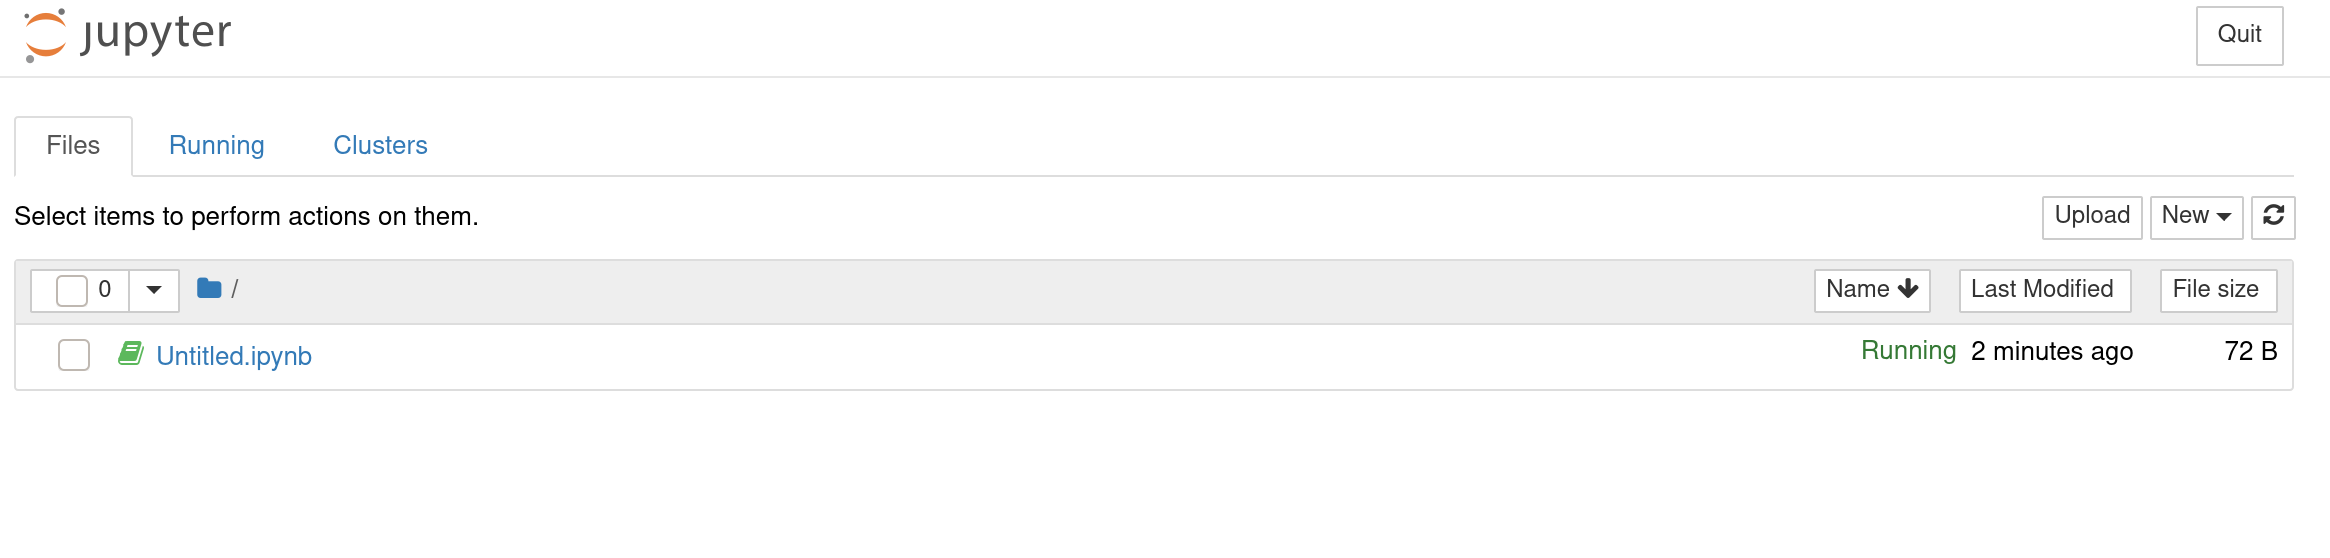 jupyter
Quit
Files Running Clusters
Select items to perform actions on them.
Upload New
0 / Name Last Modified File size
Untitled.ipynb Running 2 minutes ago 72 B